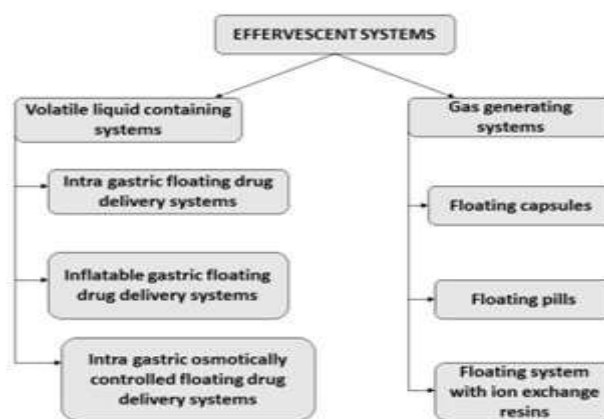 EFFERVESCENT SYSTEMS
Volatile liquid containing
systems
Intra gastric floating drug
delivery systems
Inflatable gastric floating
drug delivery systems
Intra gastric osmotically
controlled floating drug
delivery systems
Gas generating
systems
Floating capsules
Floating pills
Floating system
with ion exchange
resins